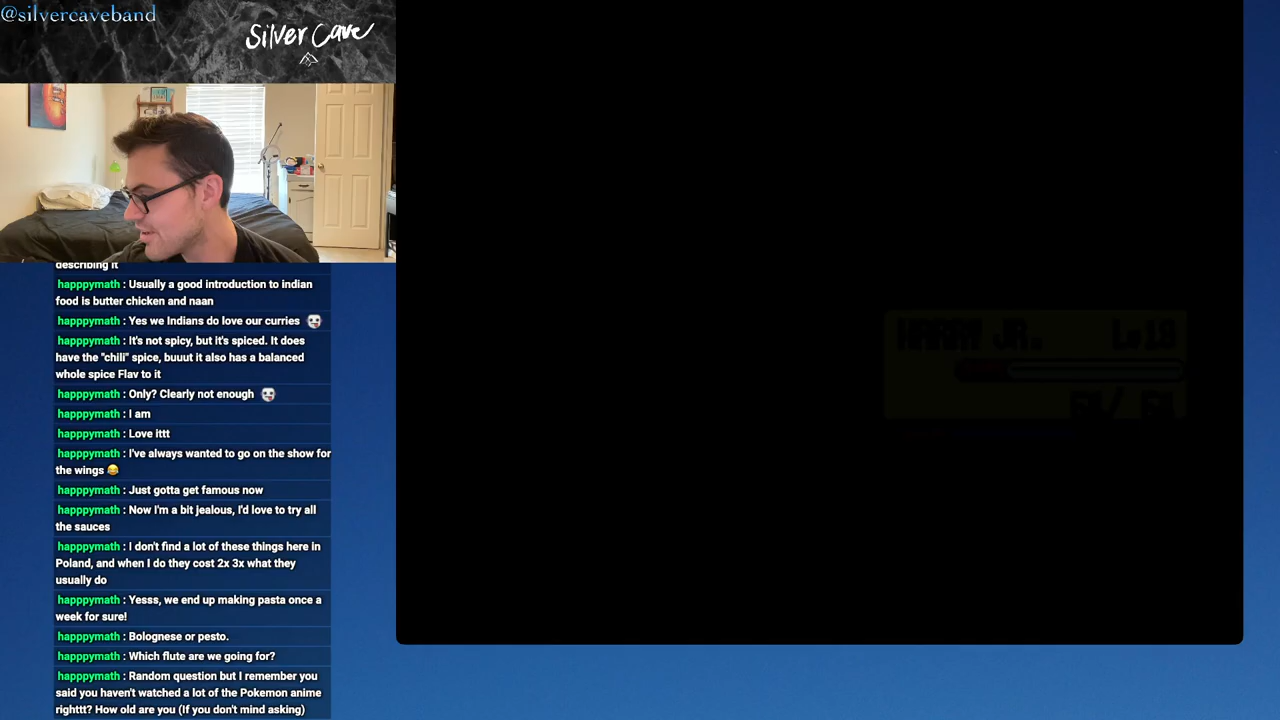 @silvercaveband
Silver Cave
describing it
happpymath : Usually a good introduction to indian
food is butter chicken and naan
happpymath : Yes we Indians do love our curries
happpymath : It's not spicy, but it's spiced. It does
have the "chili" spice, buuut it also has a balanced
whole spice Flav to it
happpymath : Only? Clearly not enough
happpymath : I am
happpymath : Love ittt
happpymath : I've always wanted to go on the show for
the wings 😂
happpymath : Just gotta get famous now
happpymath : Now I'm a bit jealous, I'd love to try all
the sauces
happpymath : I don't find a lot of these things here in
Poland, and when I do they cost 2x 3x what they
usually do
happpymath : Yesss, we end up making pasta once a
week for sure!
happpymath : Bolognese or pesto.
happpymath : Which flute are we going for?
happpymath : Random question but I remember you
said you haven't watched a lot of the Pokemon anime
righttt? How old are you (If you don't mind asking)